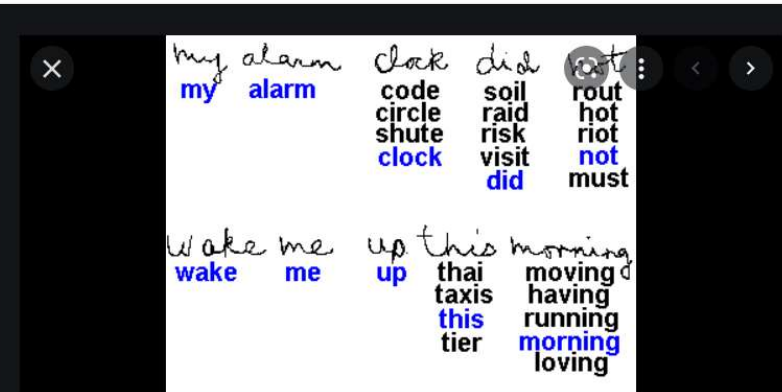 my alarm clock did not
my alarm code soil rout
circle raid hot
shute risk riot
clock visit not
did must
wake me up this morning
wake me up thai moving
taxis having
this running
tier morning
loving